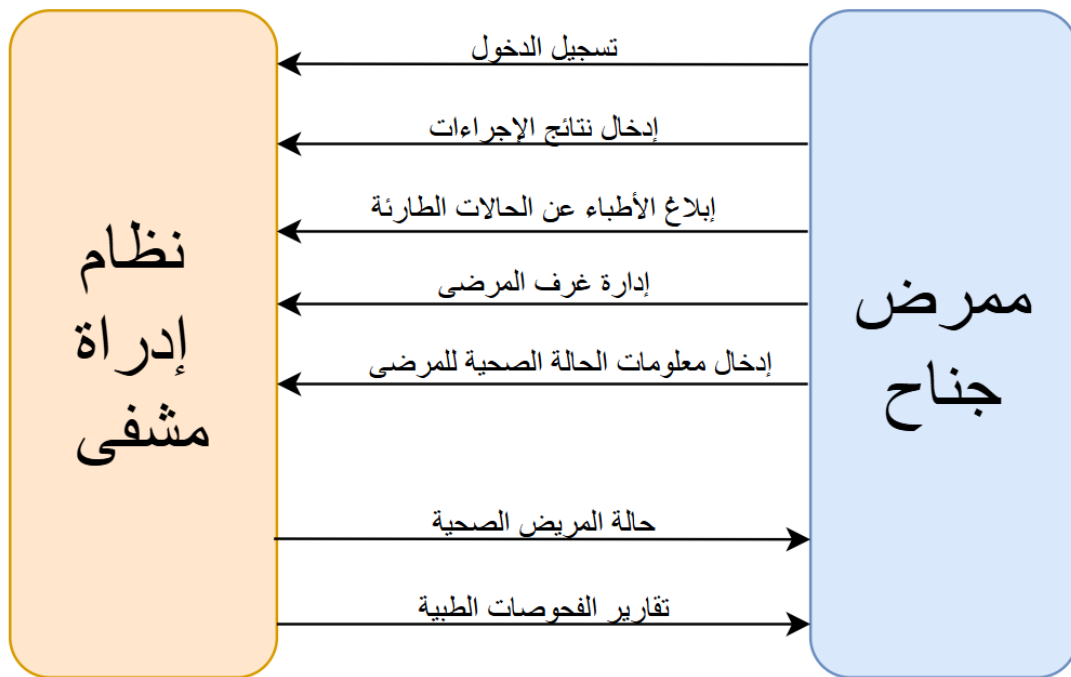 تسجيل الدخول
إدخال نتائج الإجراءات
إبلاغ الأطباء عن الحالات الطارئة
إدارة غرف المرضى
إدخال معلومات الحالة الصحية للمرضى
حالة المريض الصحية
تقارير الفحوصات الطبية
ممرض
جناح
نظام
إدراة
مشفى